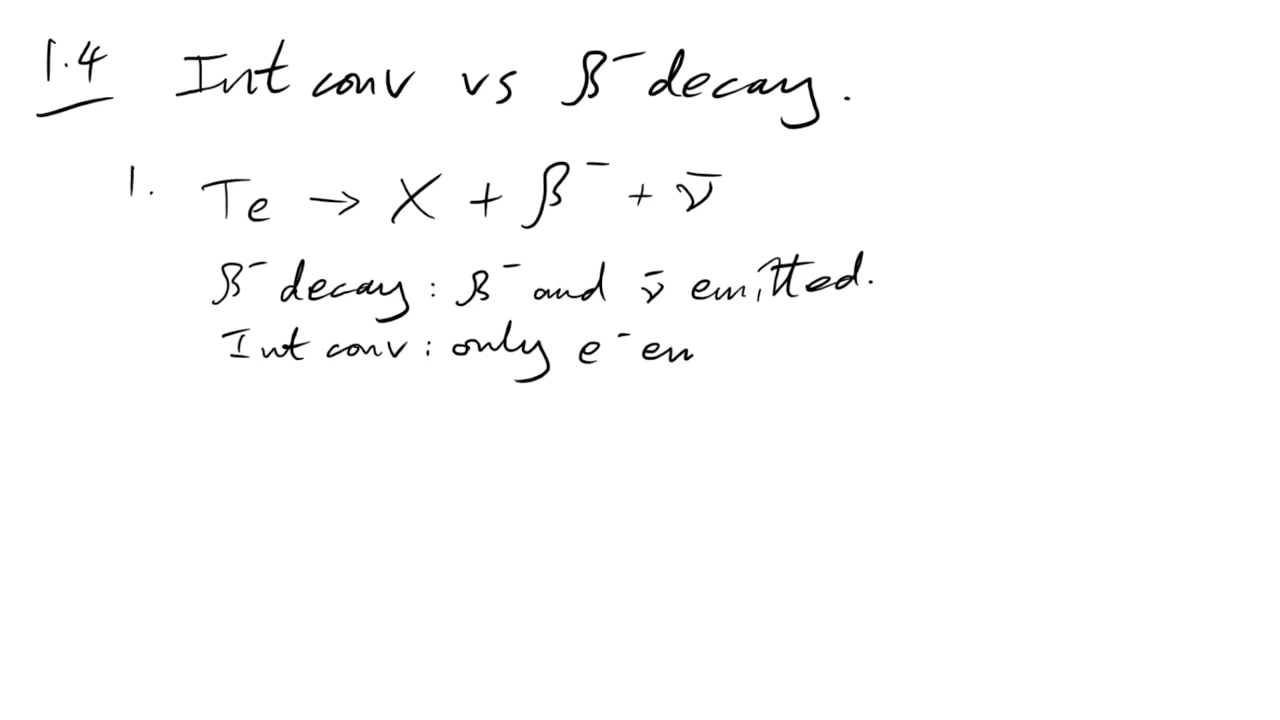 1.4 Int conv vs β⁻ decay.
1. Te → X + β⁻ + ν̄
β⁻ decay : β⁻ and ν̄ emitted.
Int conv : only e⁻ em